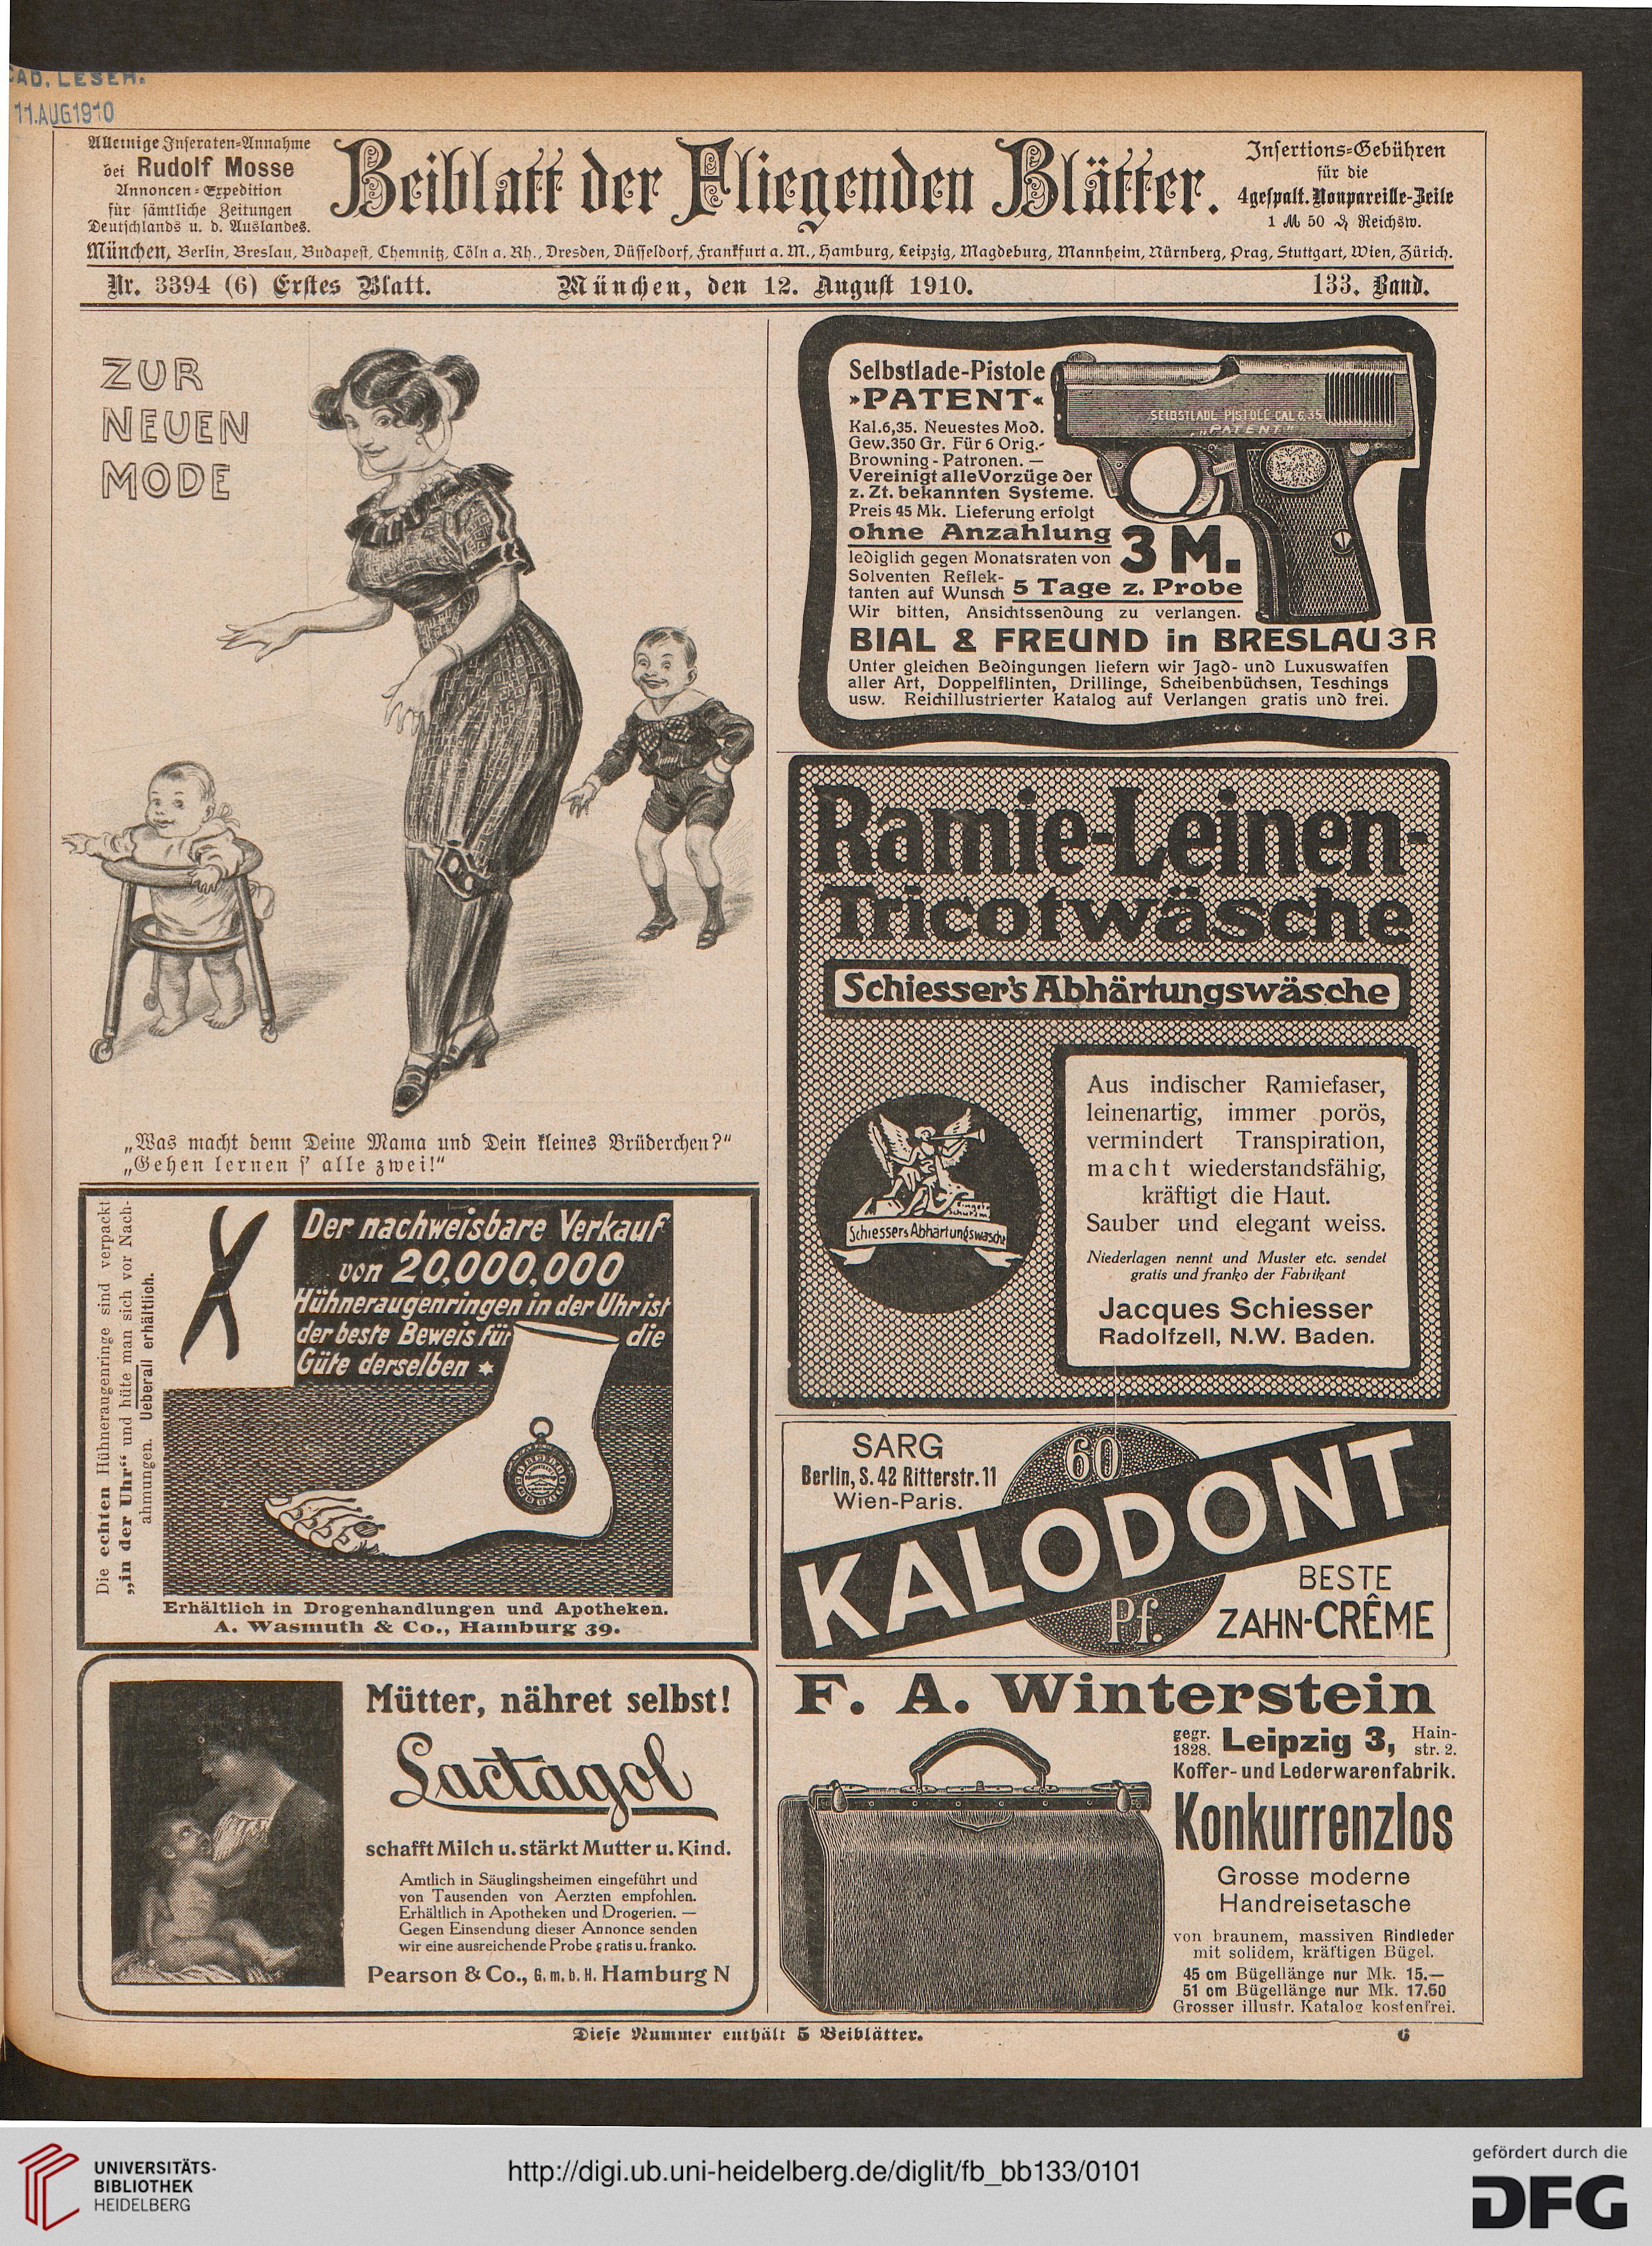 CAD. LESEH.
11.AUG1910
Alleinige Inseraten-Annahme
bei Rudolf Mosse
Annoncen-Expedition
für sämtliche Zeitungen
Deutschlands u. d. Auslandes.
Beiblatt der Fliegenden Blätter.
Insertions-Gebühren
für die
4gespalt. Nonpareille-Zeile
1 M 50 ₰ Reichsw.
München, Berlin, Breslau, Budapest, Chemnitz, Cöln a. Rh., Dresden, Düsseldorf, Frankfurt a. M., Hamburg, Leipzig, Magdeburg, Mannheim, Nürnberg, Prag, Stuttgart, Wien, Zürich.
Nr. 3394 (6) Erstes Blatt. München, den 12. August 1910. 133. Band.
ZUR
NEUEN
MODE
„Was macht denn Deine Mama und Dein kleines Brüderchen?"
„Gehen lernen s' alle zwei!"
Die echten Hühneraugenringe sind verpackt
„in der Uhr" und hüte man sich vor Nach-
ahmungen. Ueberall erhältlich.
Der nachweisbare Verkauf
von 20,000,000
Hühneraugenringen in der Uhr ist
der beste Beweis für die
Güte derselben *
Erhältlich in Drogenhandlungen und Apotheken.
A. Wasmuth & Co., Hamburg 39.
Mütter, nähret selbst!
Lactagol
schafft Milch u. stärkt Mutter u. Kind.
Amtlich in Säuglingsheimen eingeführt und
von Tausenden von Aerzten empfohlen.
Erhältlich in Apotheken und Drogerien. —
Gegen Einsendung dieser Annonce senden
wir eine ausreichende Probe gratis u. franko.
Pearson & Co., G. m. b. H. Hamburg N
Selbstlade-Pistole
»PATENT«
Kal. 6,35. Neuestes Mod.
Gew. 350 Gr. Für 6 Orig.-
Browning-Patronen. —
Vereinigt alle Vorzüge der
z. Zt. bekannten Systeme.
Preis 45 Mk. Lieferung erfolgt
ohne Anzahlung
lediglich gegen Monatsraten von 3 M.
Solventen Reflek-
tanten auf Wunsch 5 Tage z. Probe
Wir bitten, Ansichtssendung zu verlangen.
SELBSTLADE PISTOLE CAL 6,35
„PATENT"
BIAL & FREUND in BRESLAU 3 R
Unter gleichen Bedingungen liefern wir Jagd- und Luxuswaffen
aller Art, Doppelflinten, Drillinge, Scheibenbüchsen, Teschings
usw. Reichillustrierter Katalog auf Verlangen gratis und frei.
Ramie-Leinen-
Tricotwäsche
Schiesser's Abhärtungswäsche
Schiessers Abhärtungswäsche
Aus indischer Ramiefaser,
leinenartig, immer porös,
vermindert Transpiration,
macht wiederstandsfähig,
kräftigt die Haut.
Sauber und elegant weiss.
Niederlagen nennt und Muster etc. sendet
gratis und franko der Fabrikant
Jacques Schiesser
Radolfzell, N.W. Baden.
SARG
Berlin, S. 42 Ritterstr. 11
Wien-Paris.
60
KALODONT
Pf.
BESTE
ZAHN-CRÊME
F. A. Winterstein
gegr. 1828. Leipzig 3, Hain-str. 2.
Koffer- und Lederwarenfabrik.
Konkurrenzlos
Grosse moderne
Handreisetasche
von braunem, massiven Rindleder
mit solidem, kräftigen Bügel.
45 cm Bügellänge nur Mk. 15.—
51 cm Bügellänge nur Mk. 17.50
Grosser illustr. Katalog kostenfrei.
Diese Nummer enthält 5 Beiblätter. 6
UNIVERSITÄTS-
BIBLIOTHEK
HEIDELBERG
http://digi.ub.uni-heidelberg.de/diglit/fb_bb133/0101
gefördert durch die
DFG